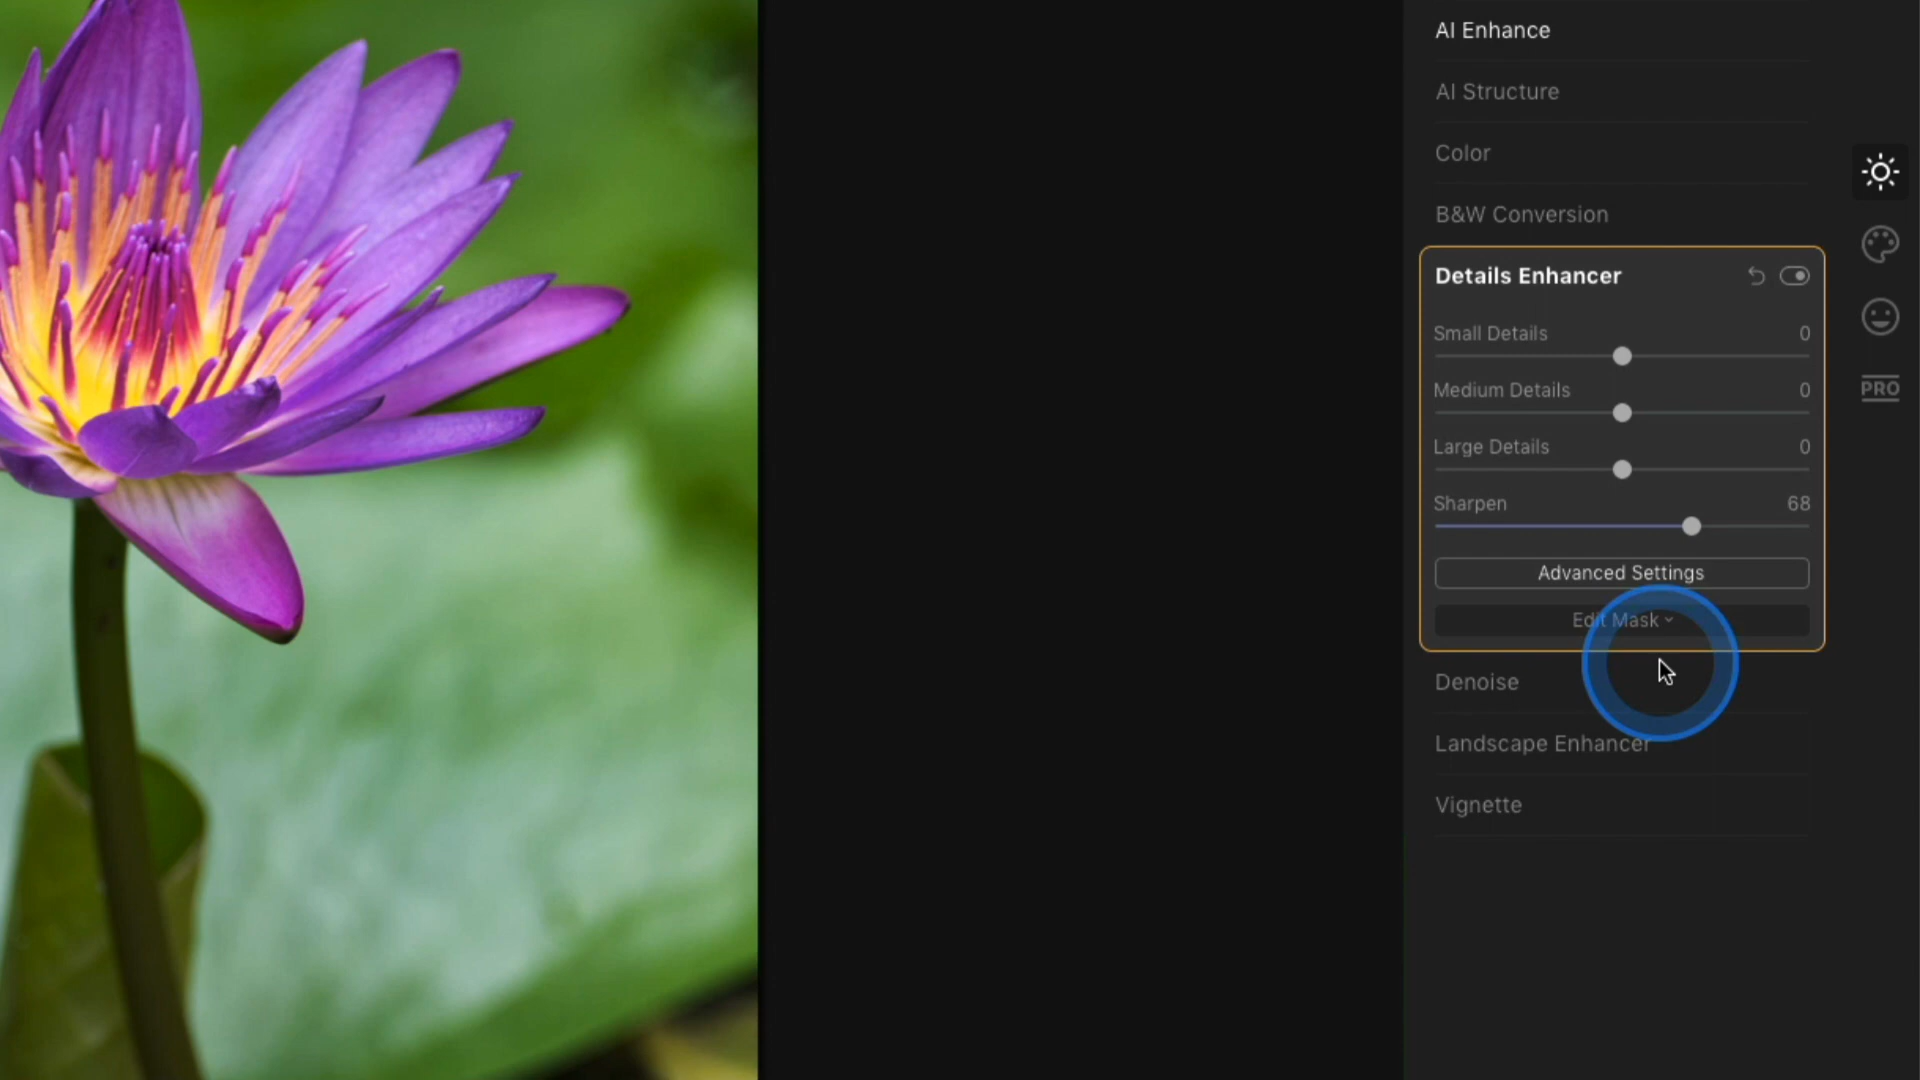 AI Enhance
AI Structure
Color
B&W Conversion
Details Enhancer
Small Details 0
Medium Details 0
Large Details 0
Sharpen 68
Advanced Settings
Edit Mask
Denoise
Landscape Enhancer
Vignette
PRO